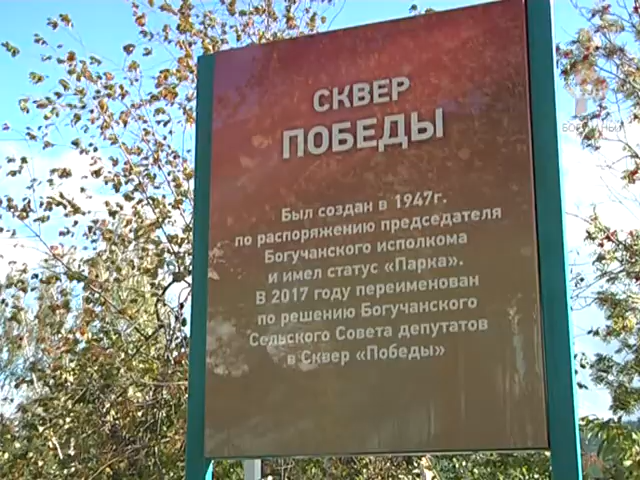 СКВЕР
ПОБЕДЫ
Был создан в 1947г.
по распоряжению председателя
Богучанского исполкома
и имел статус «Парка».
В 2017 году переименован
по решению Богучанского
Сельского Совета депутатов
в Сквер «Победы»